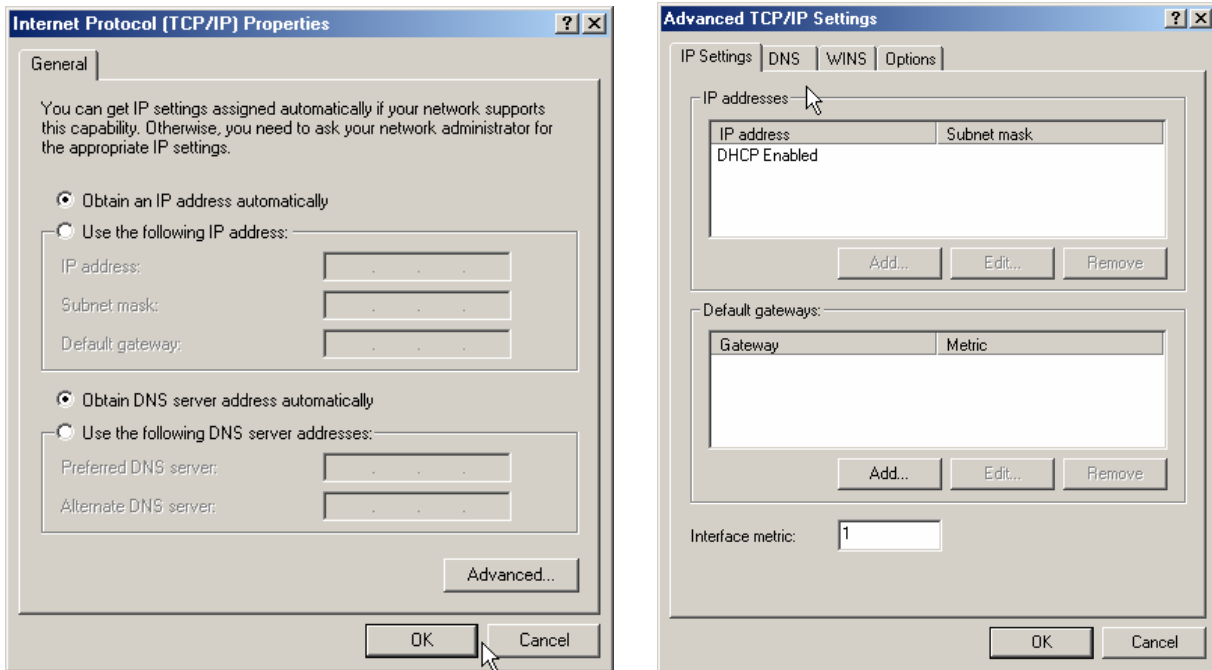 Internet Protocol (TCP/IP) Properties
General
You can get IP settings assigned automatically if your network supports
this capability. Otherwise, you need to ask your network administrator for
the appropriate IP settings.
Obtain an IP address automatically
Use the following IP address:
IP address:
Subnet mask:
Default gateway:
Obtain DNS server address automatically
Use the following DNS server addresses:
Preferred DNS server:
Alternate DNS server:
Advanced...
OK Cancel
Advanced TCP/IP Settings
IP Settings DNS WINS Options
IP addresses
IP address Subnet mask
DHCP Enabled
Add... Edit... Remove
Default gateways:
Gateway Metric
Add... Edit... Remove
Interface metric: 1
OK Cancel